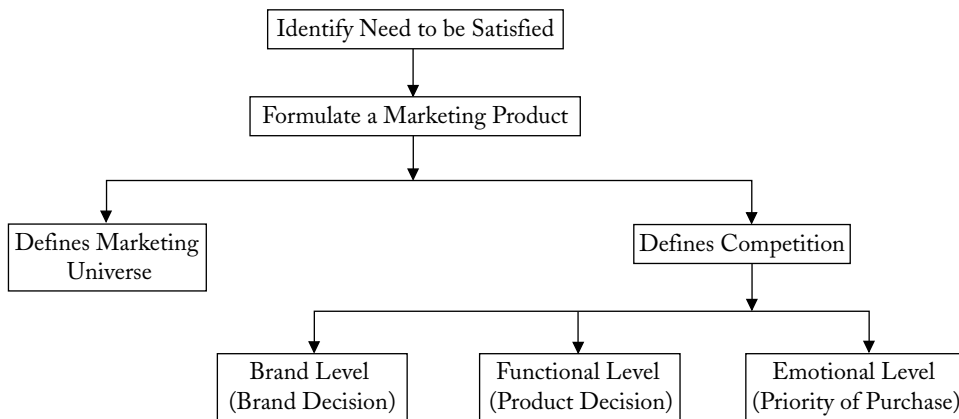 Identify Need to be Satisfied
Formulate a Marketing Product
Defines Marketing
Universe
Defines Competition
Brand Level
(Brand Decision)
Functional Level
(Product Decision)
Emotional Level
(Priority of Purchase)